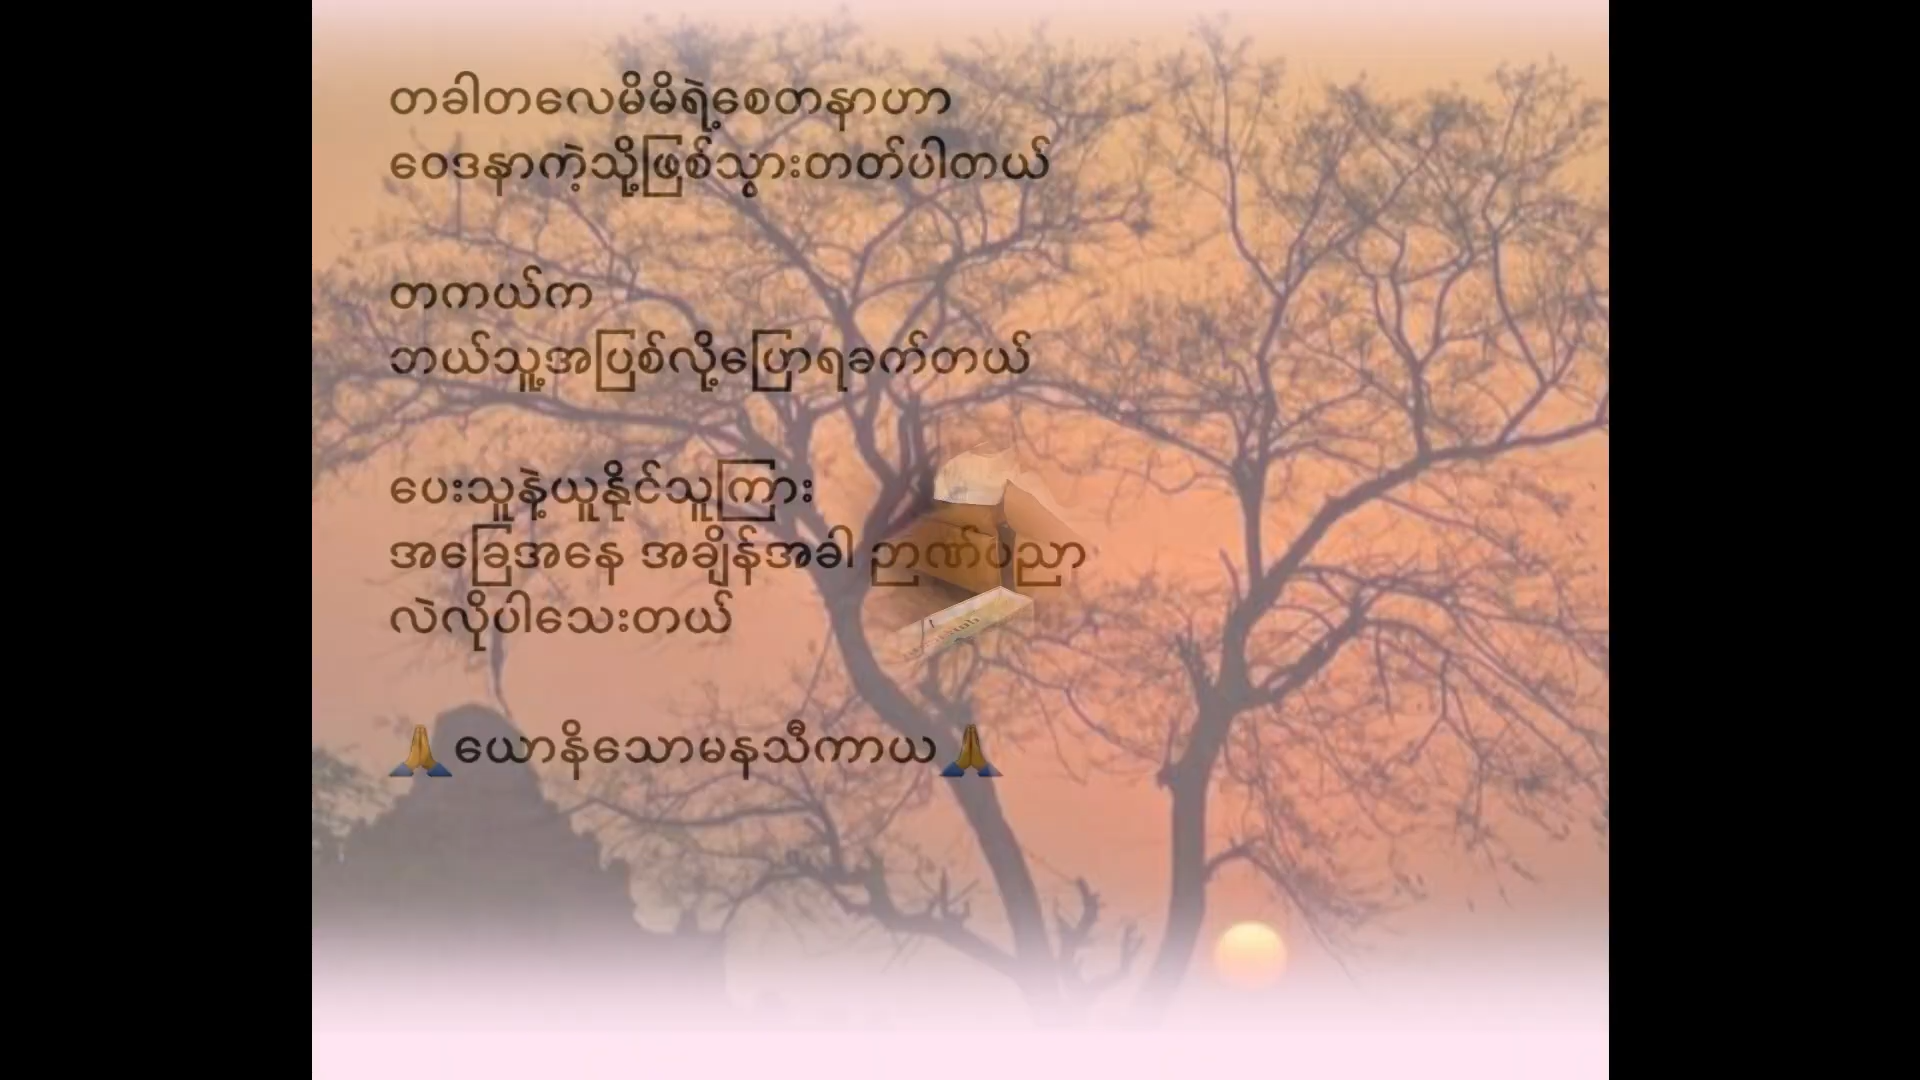 တခါတလေမိမိရဲ့စေတနာဟာ
ဝေဒနာကဲ့သို့ဖြစ်သွားတတ်ပါတယ်
တကယ်က
ဘယ်သူ့အပြစ်လို့ပြောရခက်တယ်
ပေးသူနဲ့ယူနိုင်သူကြား
အခြေအနေ အချိန်အခါ ဉာဏ်ပညာ
လဲလိုပါသေးတယ်
🙏ယောနိသောမနသီကာယ🙏